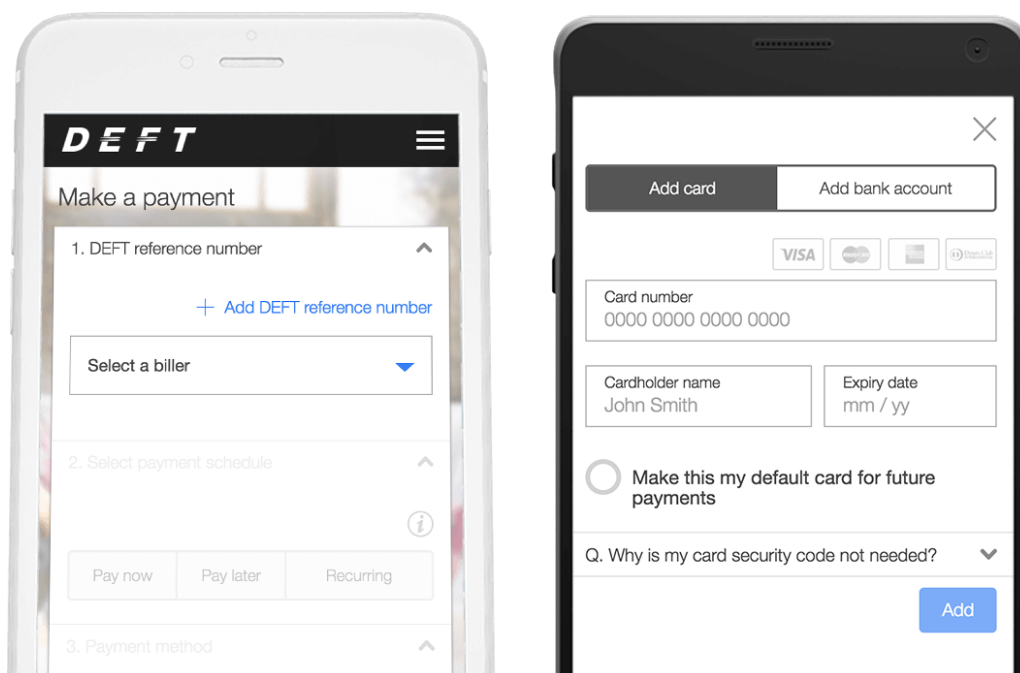 DEFT
Make a payment
1. DEFT reference number
+ Add DEFT reference number
Select a biller
2. Select payment schedule
i
Pay now
Pay later
Recurring
3. Payment method
Add card
Add bank account
VISA
Card number
0000 0000 0000 0000
Cardholder name
John Smith
Expiry date
mm / yy
Make this my default card for future
payments
Q. Why is my card security code not needed?
Add